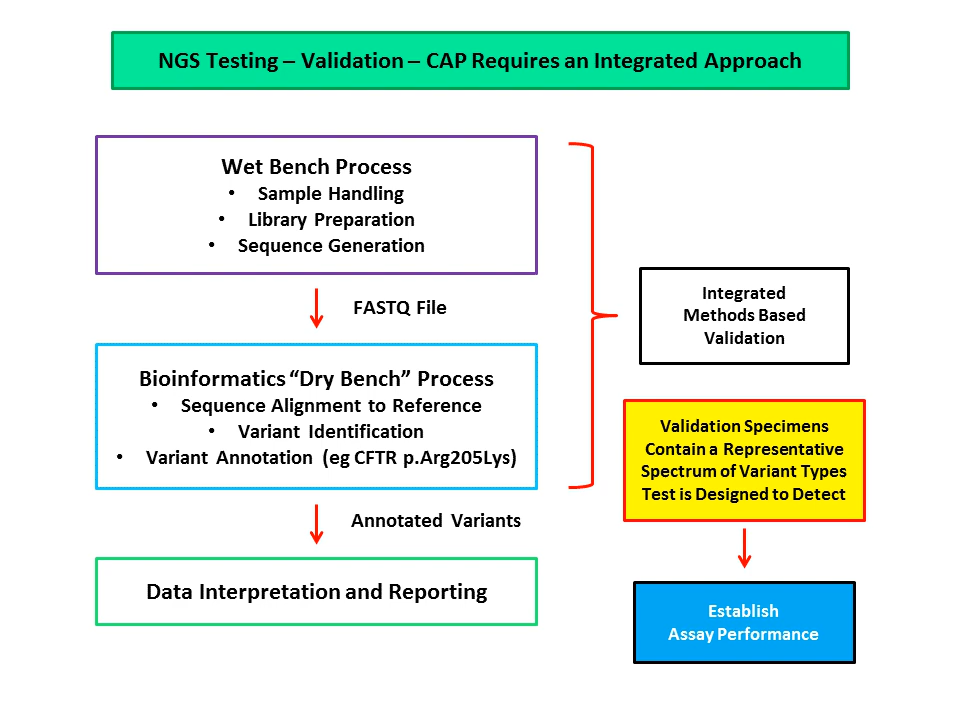 NGS Testing – Validation – CAP Requires an Integrated Approach
Wet Bench Process
• Sample Handling
• Library Preparation
• Sequence Generation
FASTQ File
Bioinformatics “Dry Bench” Process
• Sequence Alignment to Reference
• Variant Identification
• Variant Annotation (eg CFTR p.Arg205Lys)
Annotated Variants
Data Interpretation and Reporting
Integrated
Methods Based
Validation
Validation Specimens
Contain a Representative
Spectrum of Variant Types
Test is Designed to Detect
Establish
Assay Performance